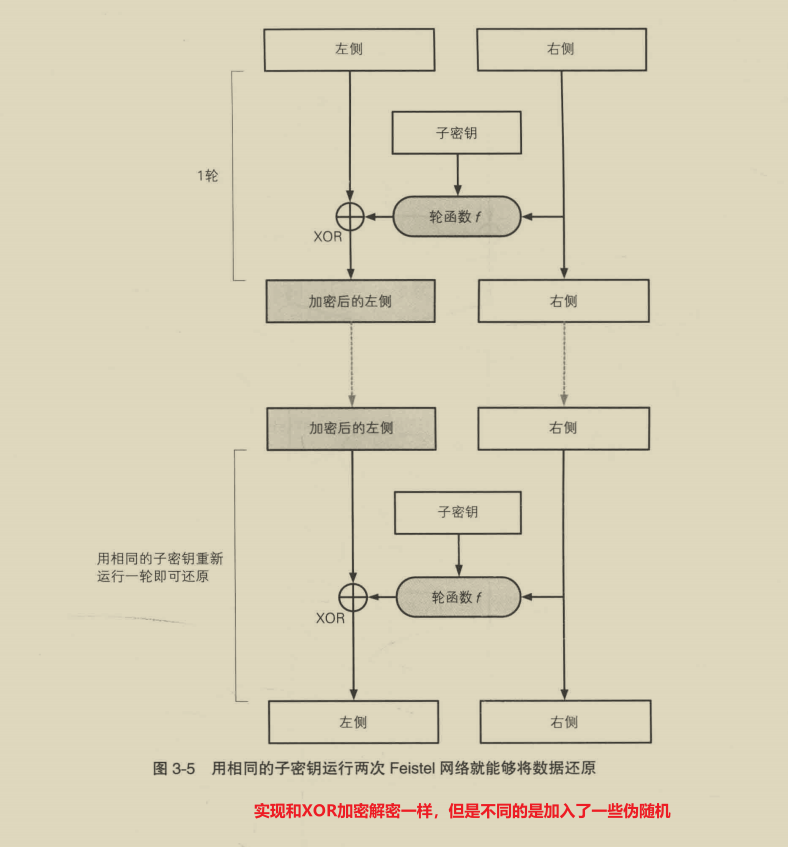 左侧
右侧
子密钥
1轮
轮函数 f
XOR
加密后的左侧
右侧
加密后的左侧
右侧
子密钥
用相同的子密钥重新
运行一轮即可还原
轮函数 f
XOR
左侧
右侧
图 3-5 用相同的子密钥运行两次 Feistel 网络就能够将数据还原
实现和XOR加密解密一样，但是不同的是加入了一些伪随机